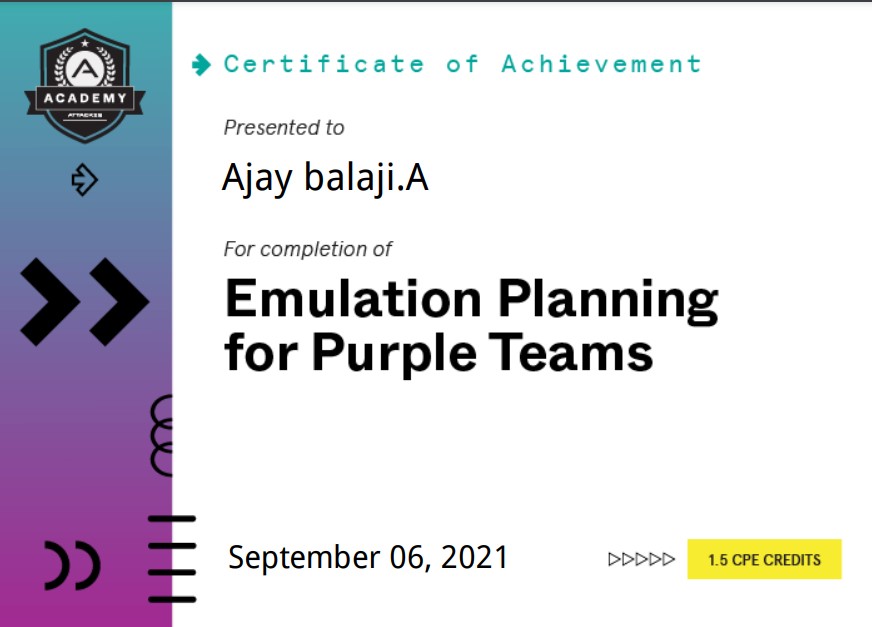 A
ACADEMY
ATTACKIQ
Certificate of Achievement
Presented to
Ajay balaji.A
For completion of
Emulation Planning
for Purple Teams
September 06, 2021
1.5 CPE CREDITS